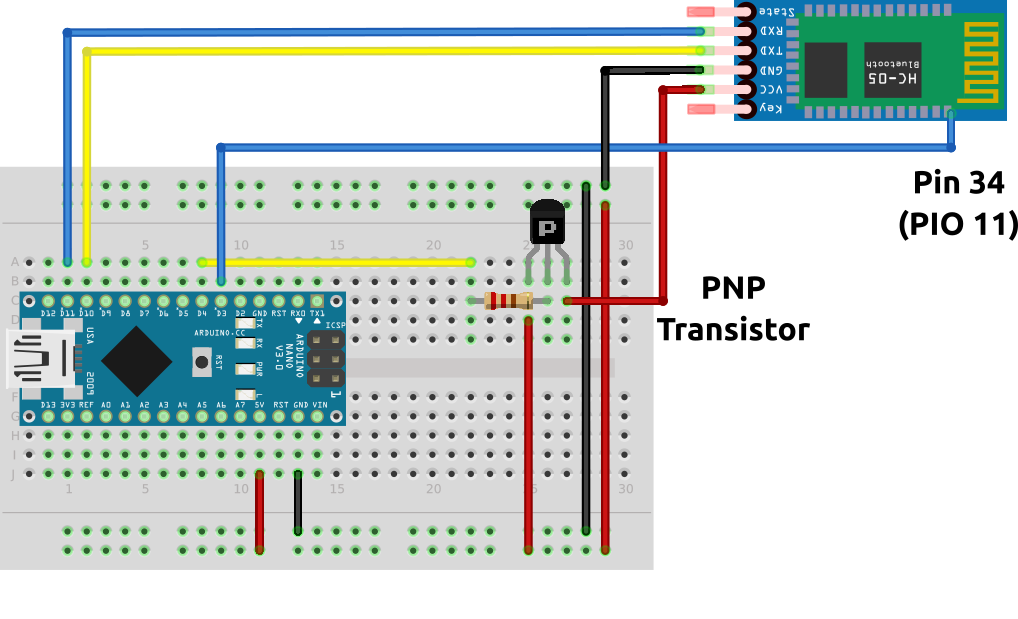 State
RXD
TXD
GND
VCC
Key
HC-05
Bluetooth
Pin 34
(PIO 11)
P
PNP
Transistor
5 10 15 20 25 30
A
B
C
D
D12 D11 D10 D9 D8 D7 D6 D5 D4 D3 D2 GND RST RX0 TX1
ARDUINO.CC
TX
RX
PWR
L
RST
ICSP
1
ARDUINO
NANO
V3.0
USA
2009
D13 3V3 REF A0 A1 A2 A3 A4 A5 A6 A7 5V RST GND VIN
F
G
H
I
J
1 5 10 15 20 30